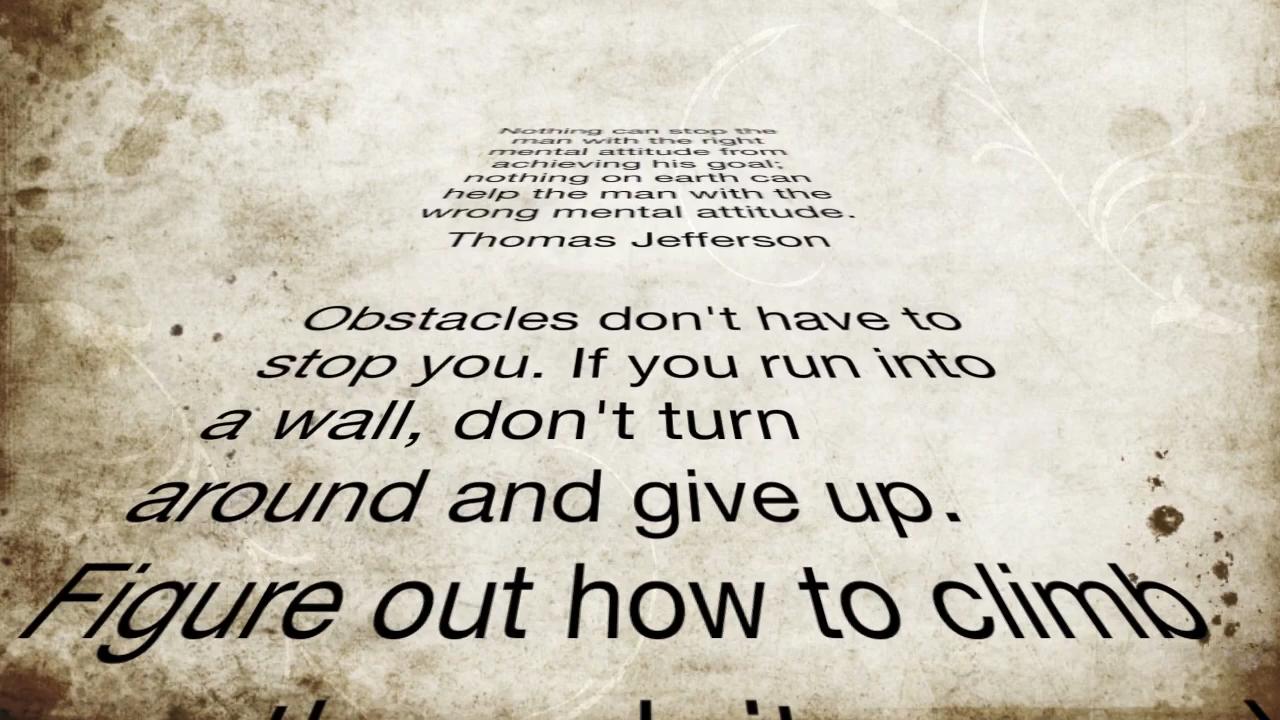 Nothing can stop the
man with the right
mental attitude from
achieving his goal;
nothing on earth can
help the man with the
wrong mental attitude.
Thomas Jefferson
Obstacles don't have to
stop you. If you run into
a wall, don't turn
around and give up.
Figure out how to climb